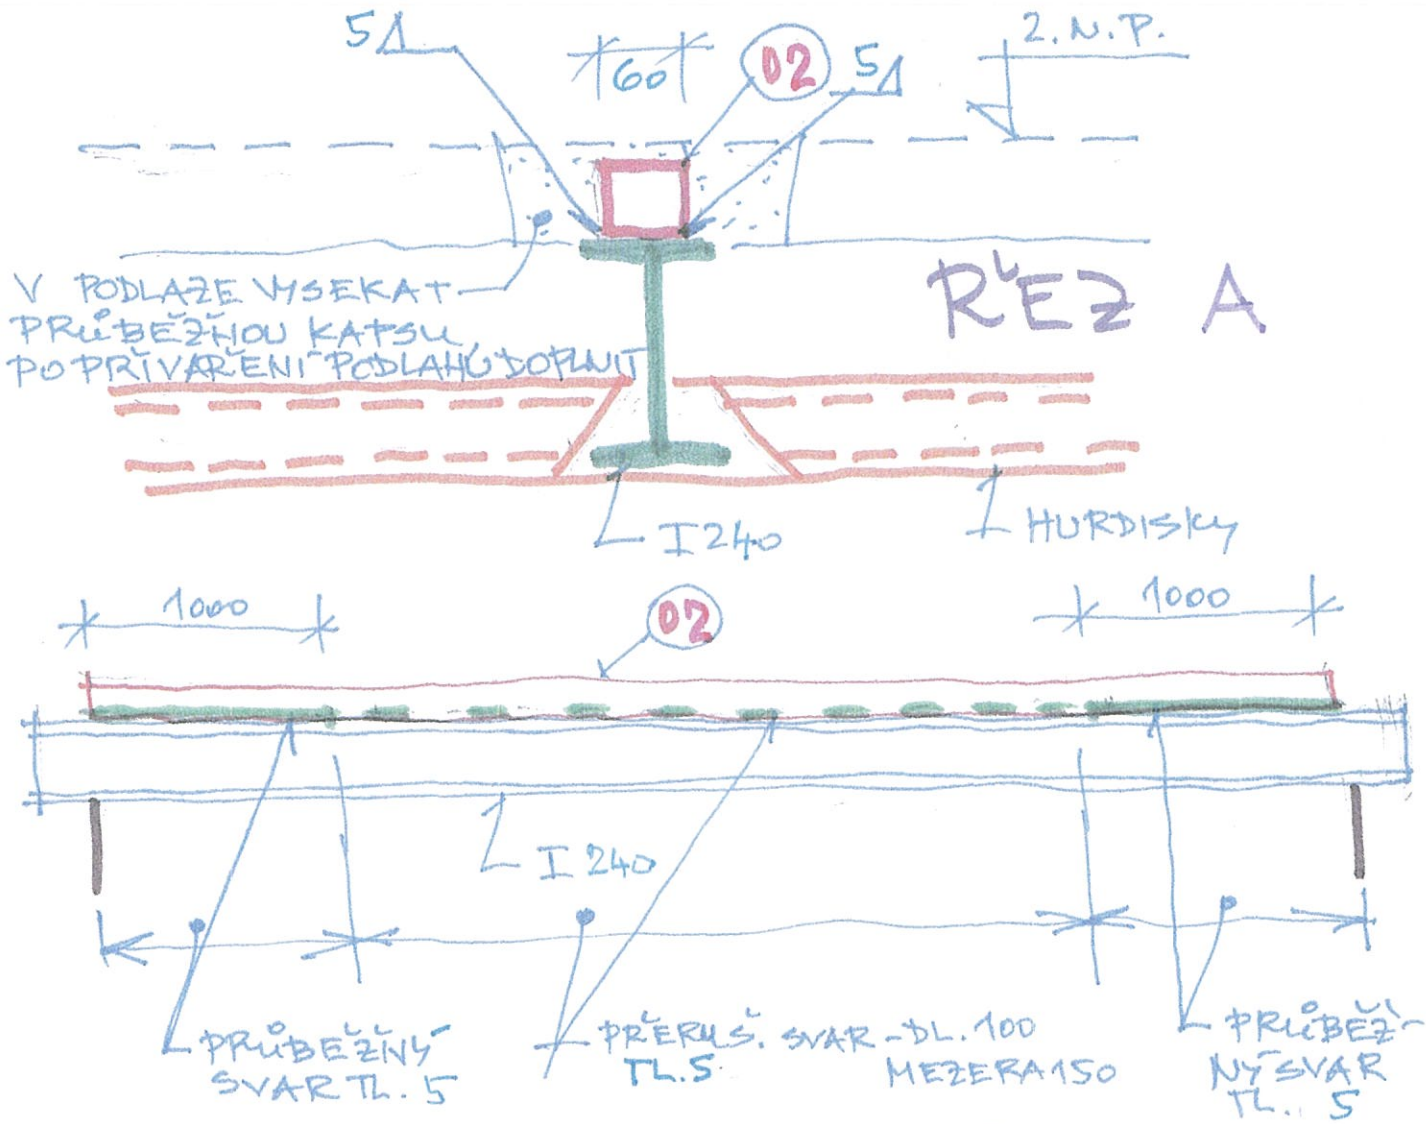 5
60
02
5
2. N.P.
V PODLAZE VYSEKAT
PRŮBĚŽNOU KAPSU,
PO PŘIVAŘENÍ PODLAHU DOPLNIT
ŘEZ A
I 240
HURDISKY
1000
02
1000
I 240
PRŮBĚŽNÝ
SVAR TL. 5
PŘERUŠ. SVAR - DL. 100
TL. 5
MEZERA 150
PRŮBĚŽ-
NÝ SVAR
TL. 5